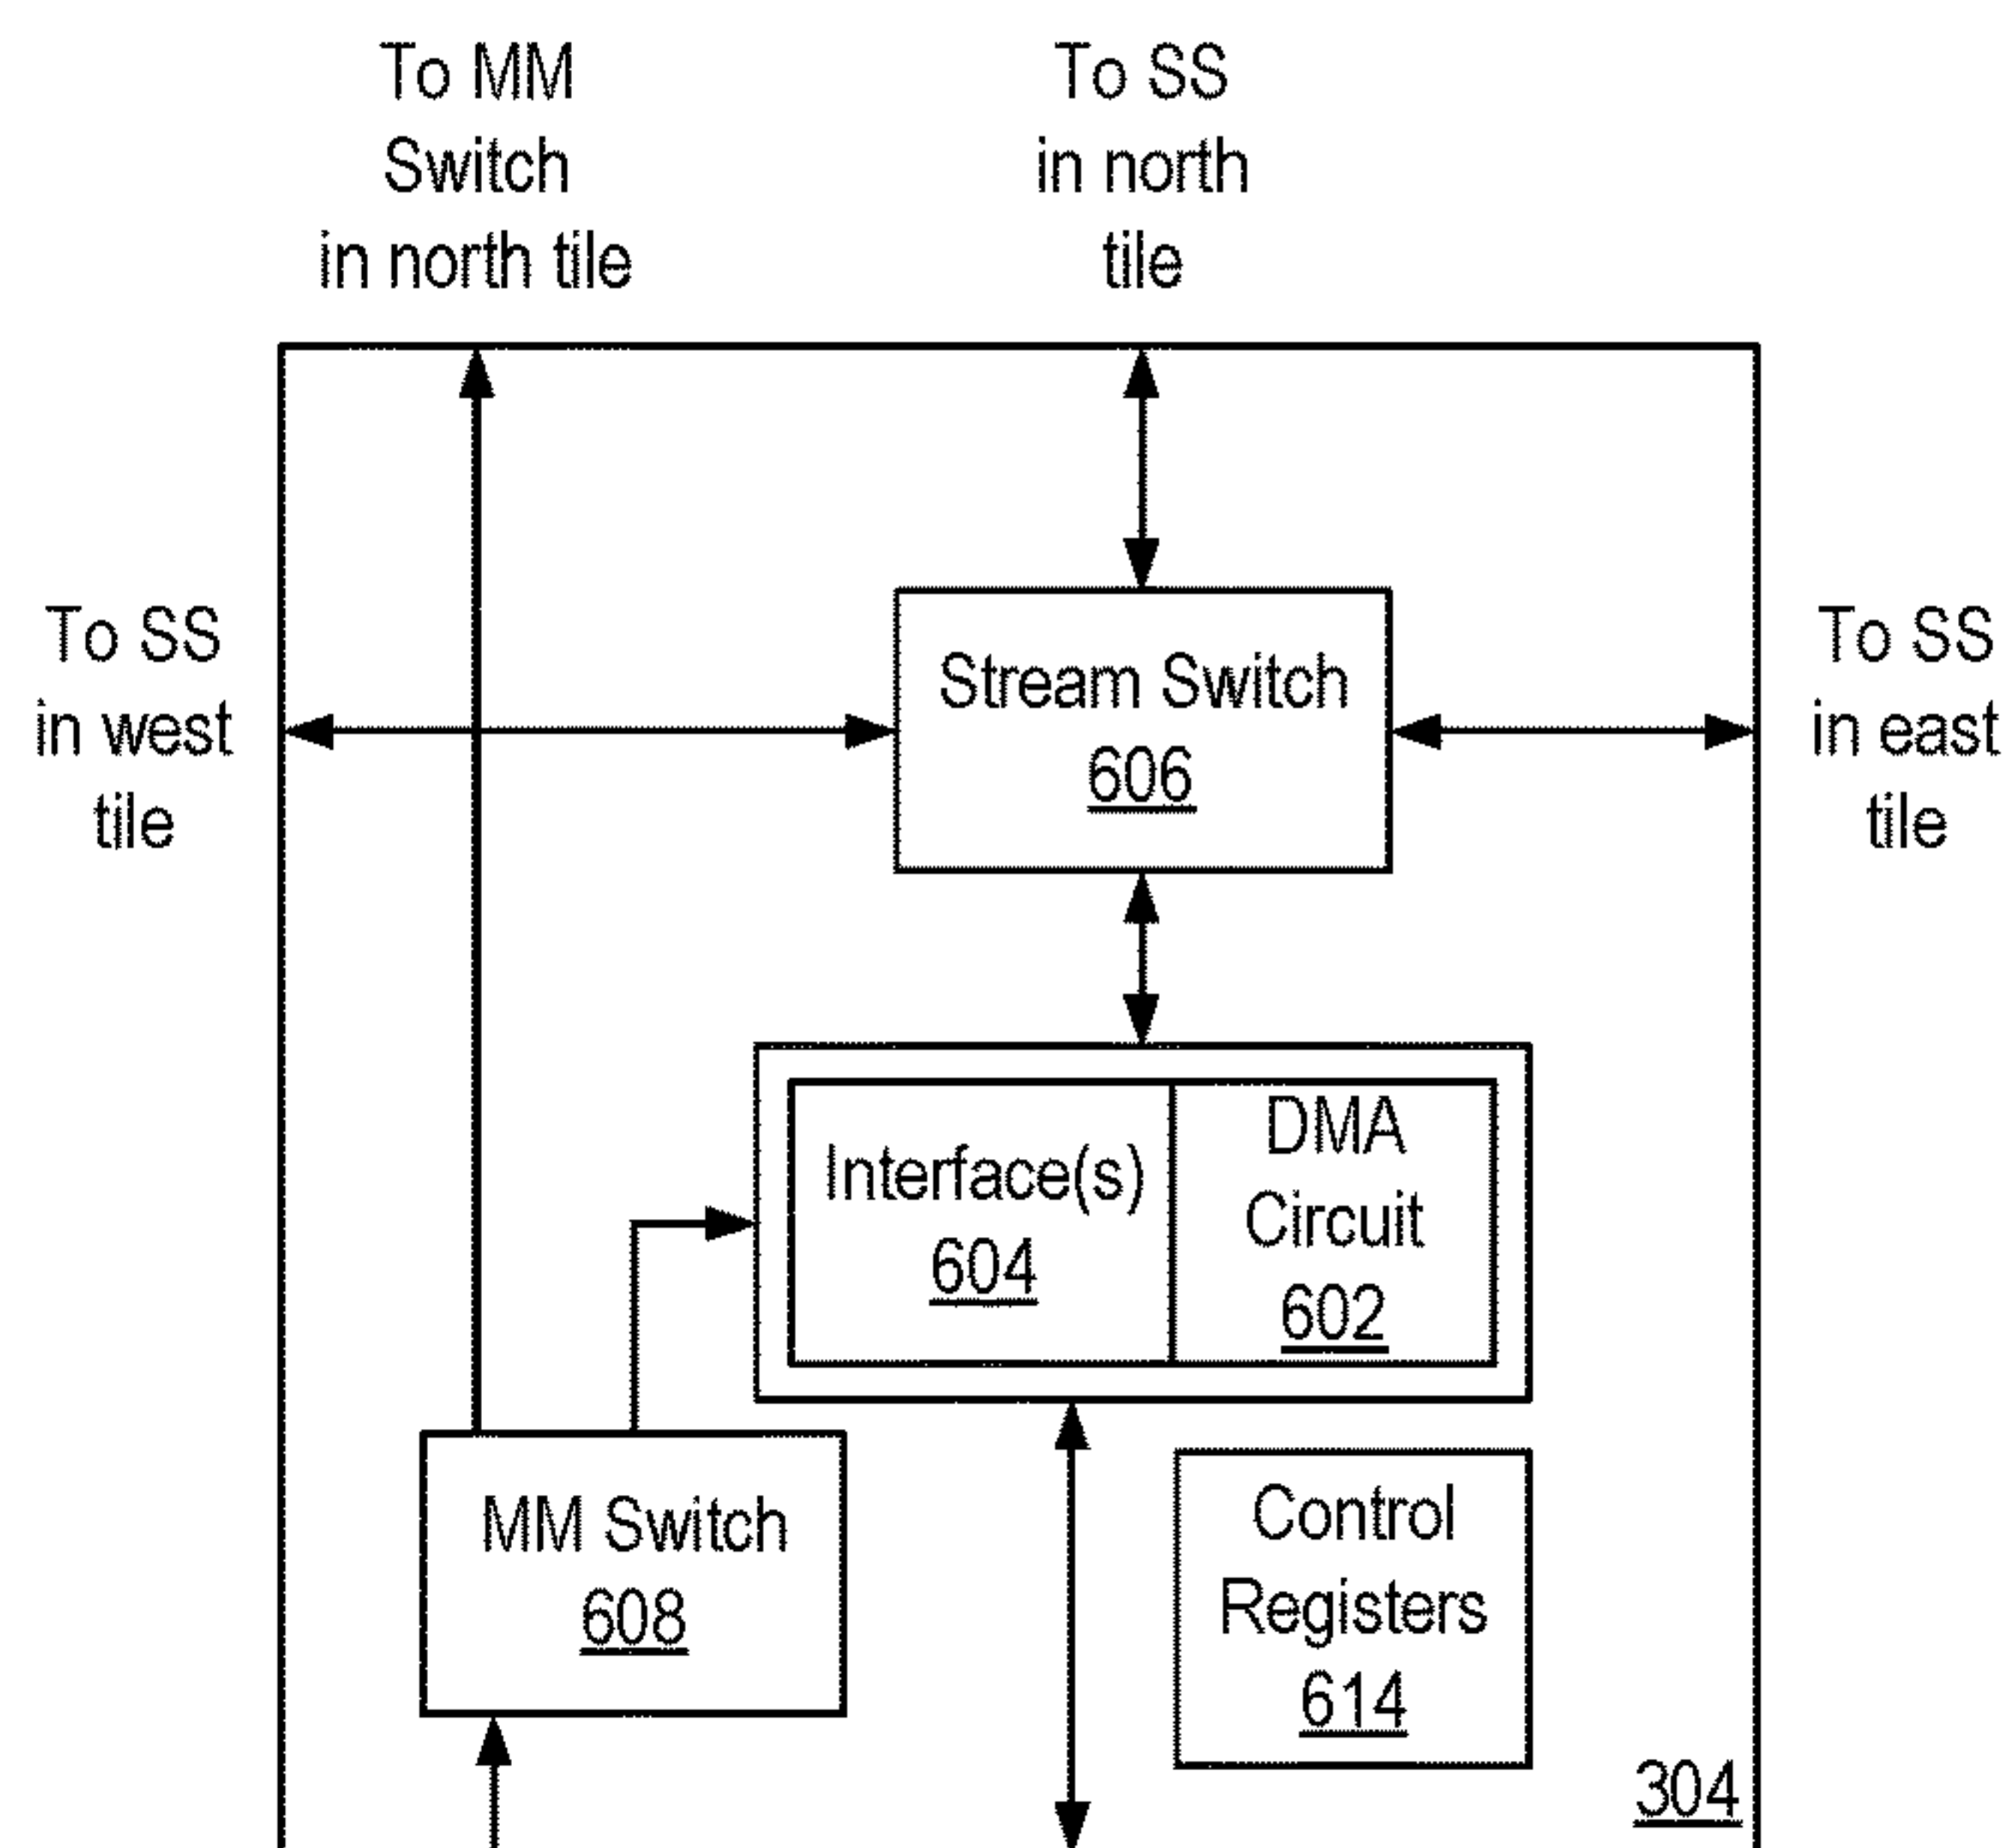 To MM
Switch
in north tile
To SS
in north
tile
To SS
in west
tile
Stream Switch
606
To SS
in east
tile
Interface(s)
604
DMA
Circuit
602
MM Switch
608
Control
Registers
614
304